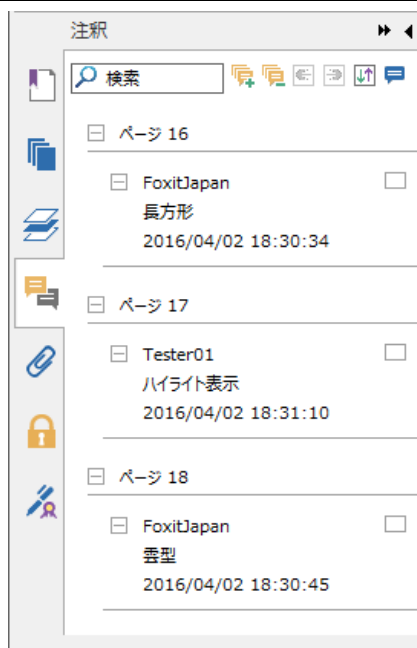 注釈
検索
ページ 16
FoxitJapan
長方形
2016/04/02 18:30:34
ページ 17
Tester01
ハイライト表示
2016/04/02 18:31:10
ページ 18
FoxitJapan
雲型
2016/04/02 18:30:45